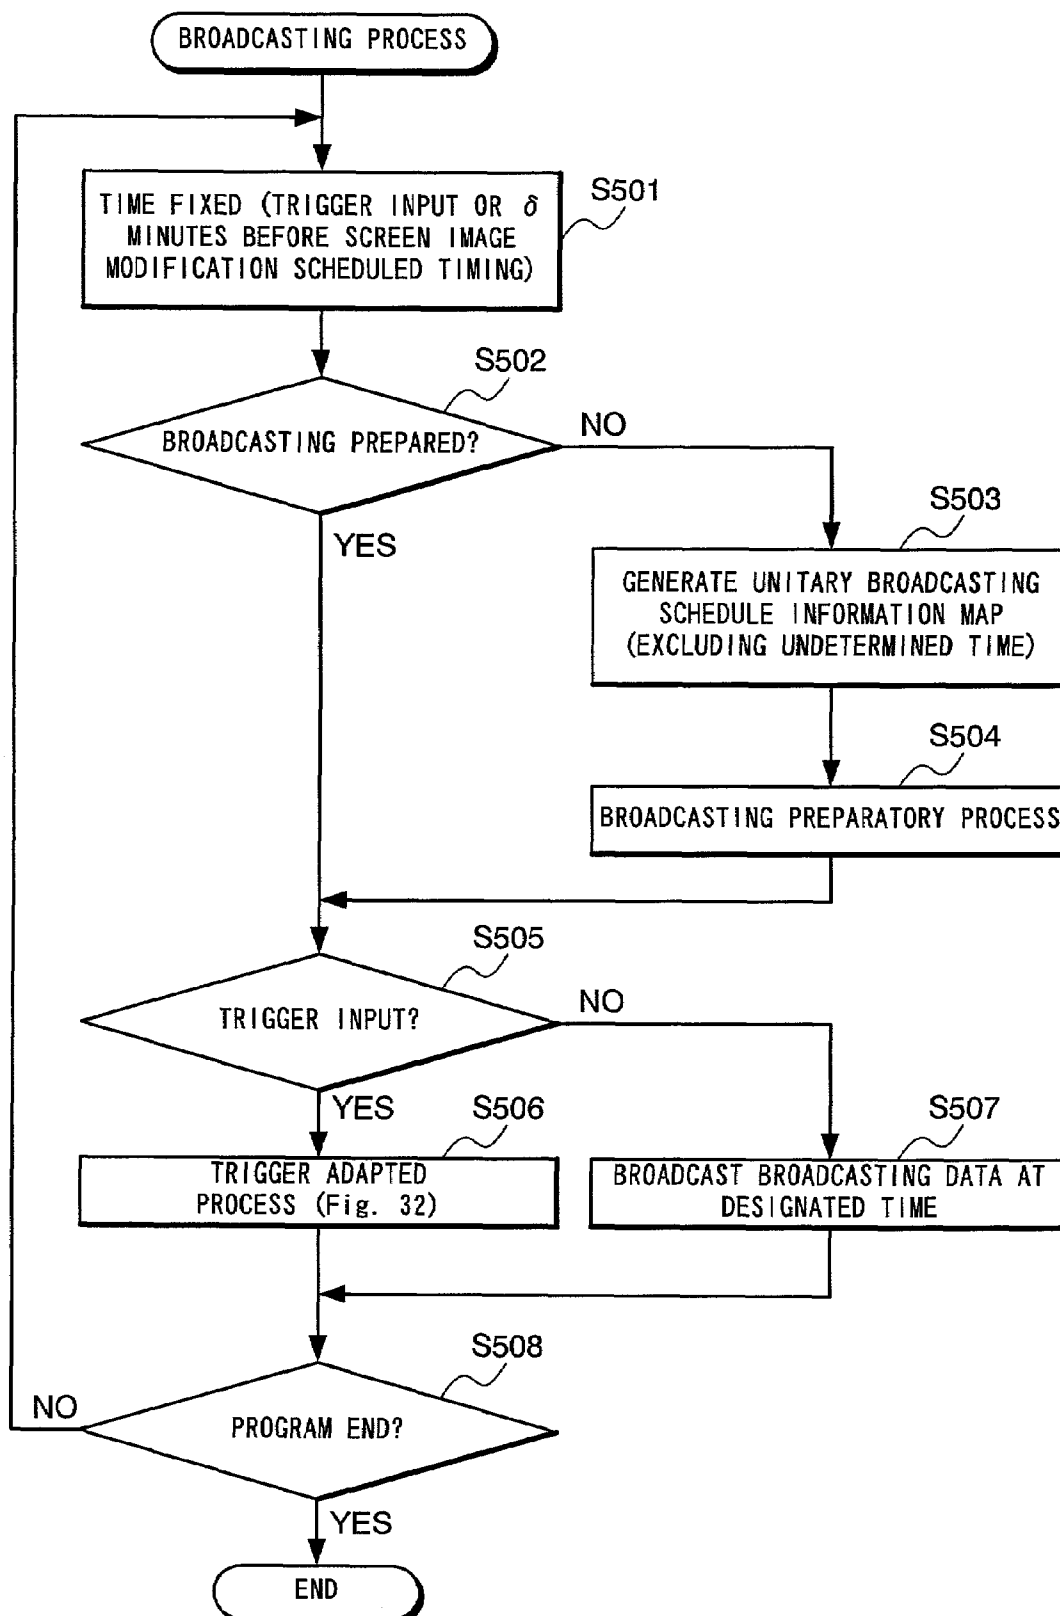 BROADCASTING PROCESS
S501
TIME FIXED (TRIGGER INPUT OR δ
MINUTES BEFORE SCREEN IMAGE
MODIFICATION SCHEDULED TIMING)
S502
BROADCASTING PREPARED?
NO
YES
S503
GENERATE UNITARY BROADCASTING
SCHEDULE INFORMATION MAP
(EXCLUDING UNDETERMINED TIME)
S504
BROADCASTING PREPARATORY PROCESS
S505
TRIGGER INPUT?
NO
YES
S506
TRIGGER ADAPTED
PROCESS (Fig. 32)
S507
BROADCAST BROADCASTING DATA AT
DESIGNATED TIME
S508
PROGRAM END?
NO
YES
END